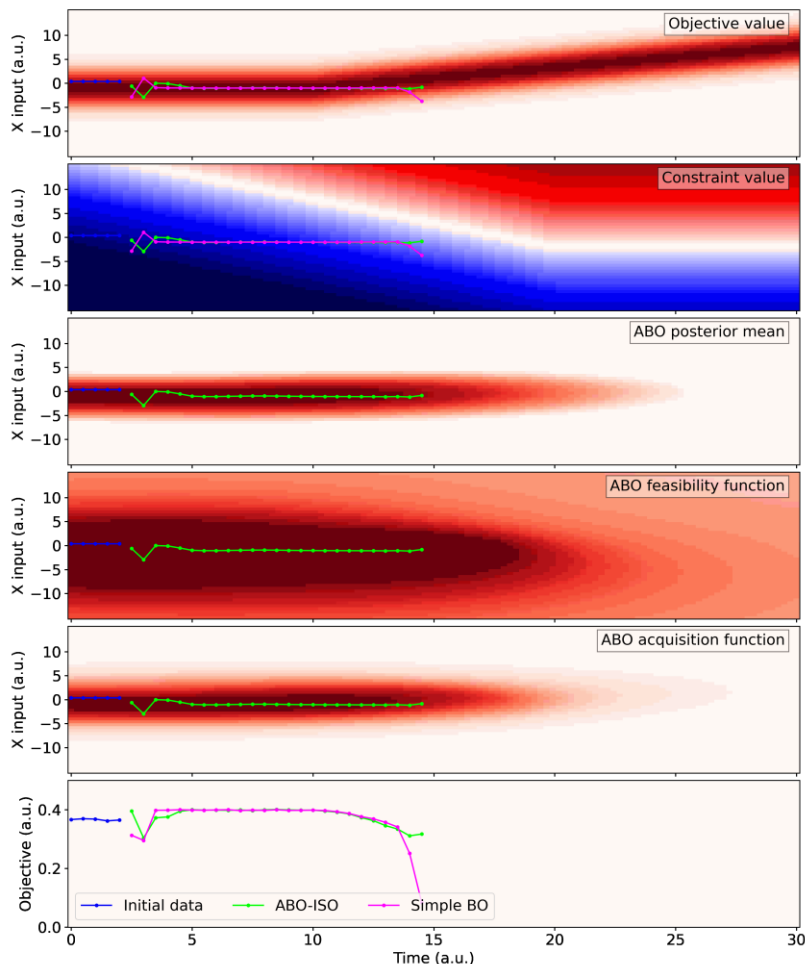 Objective value
X input (a.u.)
10
5
0
−5
−10
Constraint value
X input (a.u.)
10
5
0
−5
−10
ABO posterior mean
X input (a.u.)
10
5
0
−5
−10
ABO feasibility function
X input (a.u.)
10
5
0
−5
−10
ABO acquisition function
X input (a.u.)
10
5
0
−5
−10
Objective (a.u.)
0.4
0.2
0.0
Initial data ABO-ISO Simple BO
0 5 10 15 20 25 30
Time (a.u.)